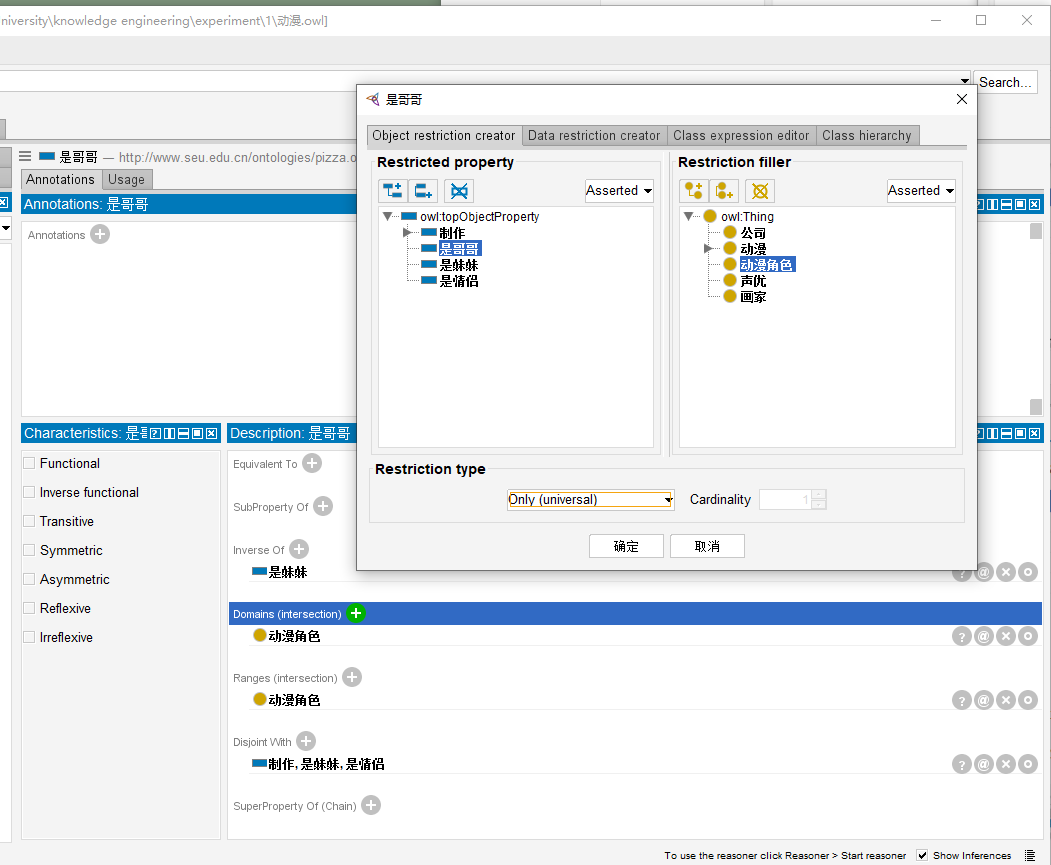 niversity\knowledge engineering\experiment\1\动漫.owl]
Search...
是哥哥
是哥哥 — http://www.seu.edu.cn/ontologies/pizza.o
Annotations Usage
Annotations: 是哥哥
Annotations
Object restriction creator Data restriction creator Class expression editor Class hierarchy
Restricted property
Asserted
owl:topObjectProperty
制作
是哥哥
是妹妹
是情侣
Restriction filler
Asserted
owl:Thing
公司
动漫
动漫角色
声优
画家
Restriction type
Only (universal) Cardinality 1
确定 取消
Characteristics: 是
Functional
Inverse functional
Transitive
Symmetric
Asymmetric
Reflexive
Irreflexive
Description: 是哥哥
Equivalent To
SubProperty Of
Inverse Of
是妹妹
Domains (intersection)
动漫角色
Ranges (intersection)
动漫角色
Disjoint With
制作, 是妹妹, 是情侣
SuperProperty Of (Chain)
To use the reasoner click Reasoner > Start reasoner Show Inferences